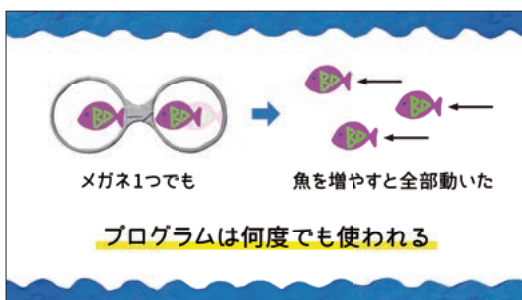 メガネ1つでも
魚を増やすと全部動いた
プログラムは何度でも使われる